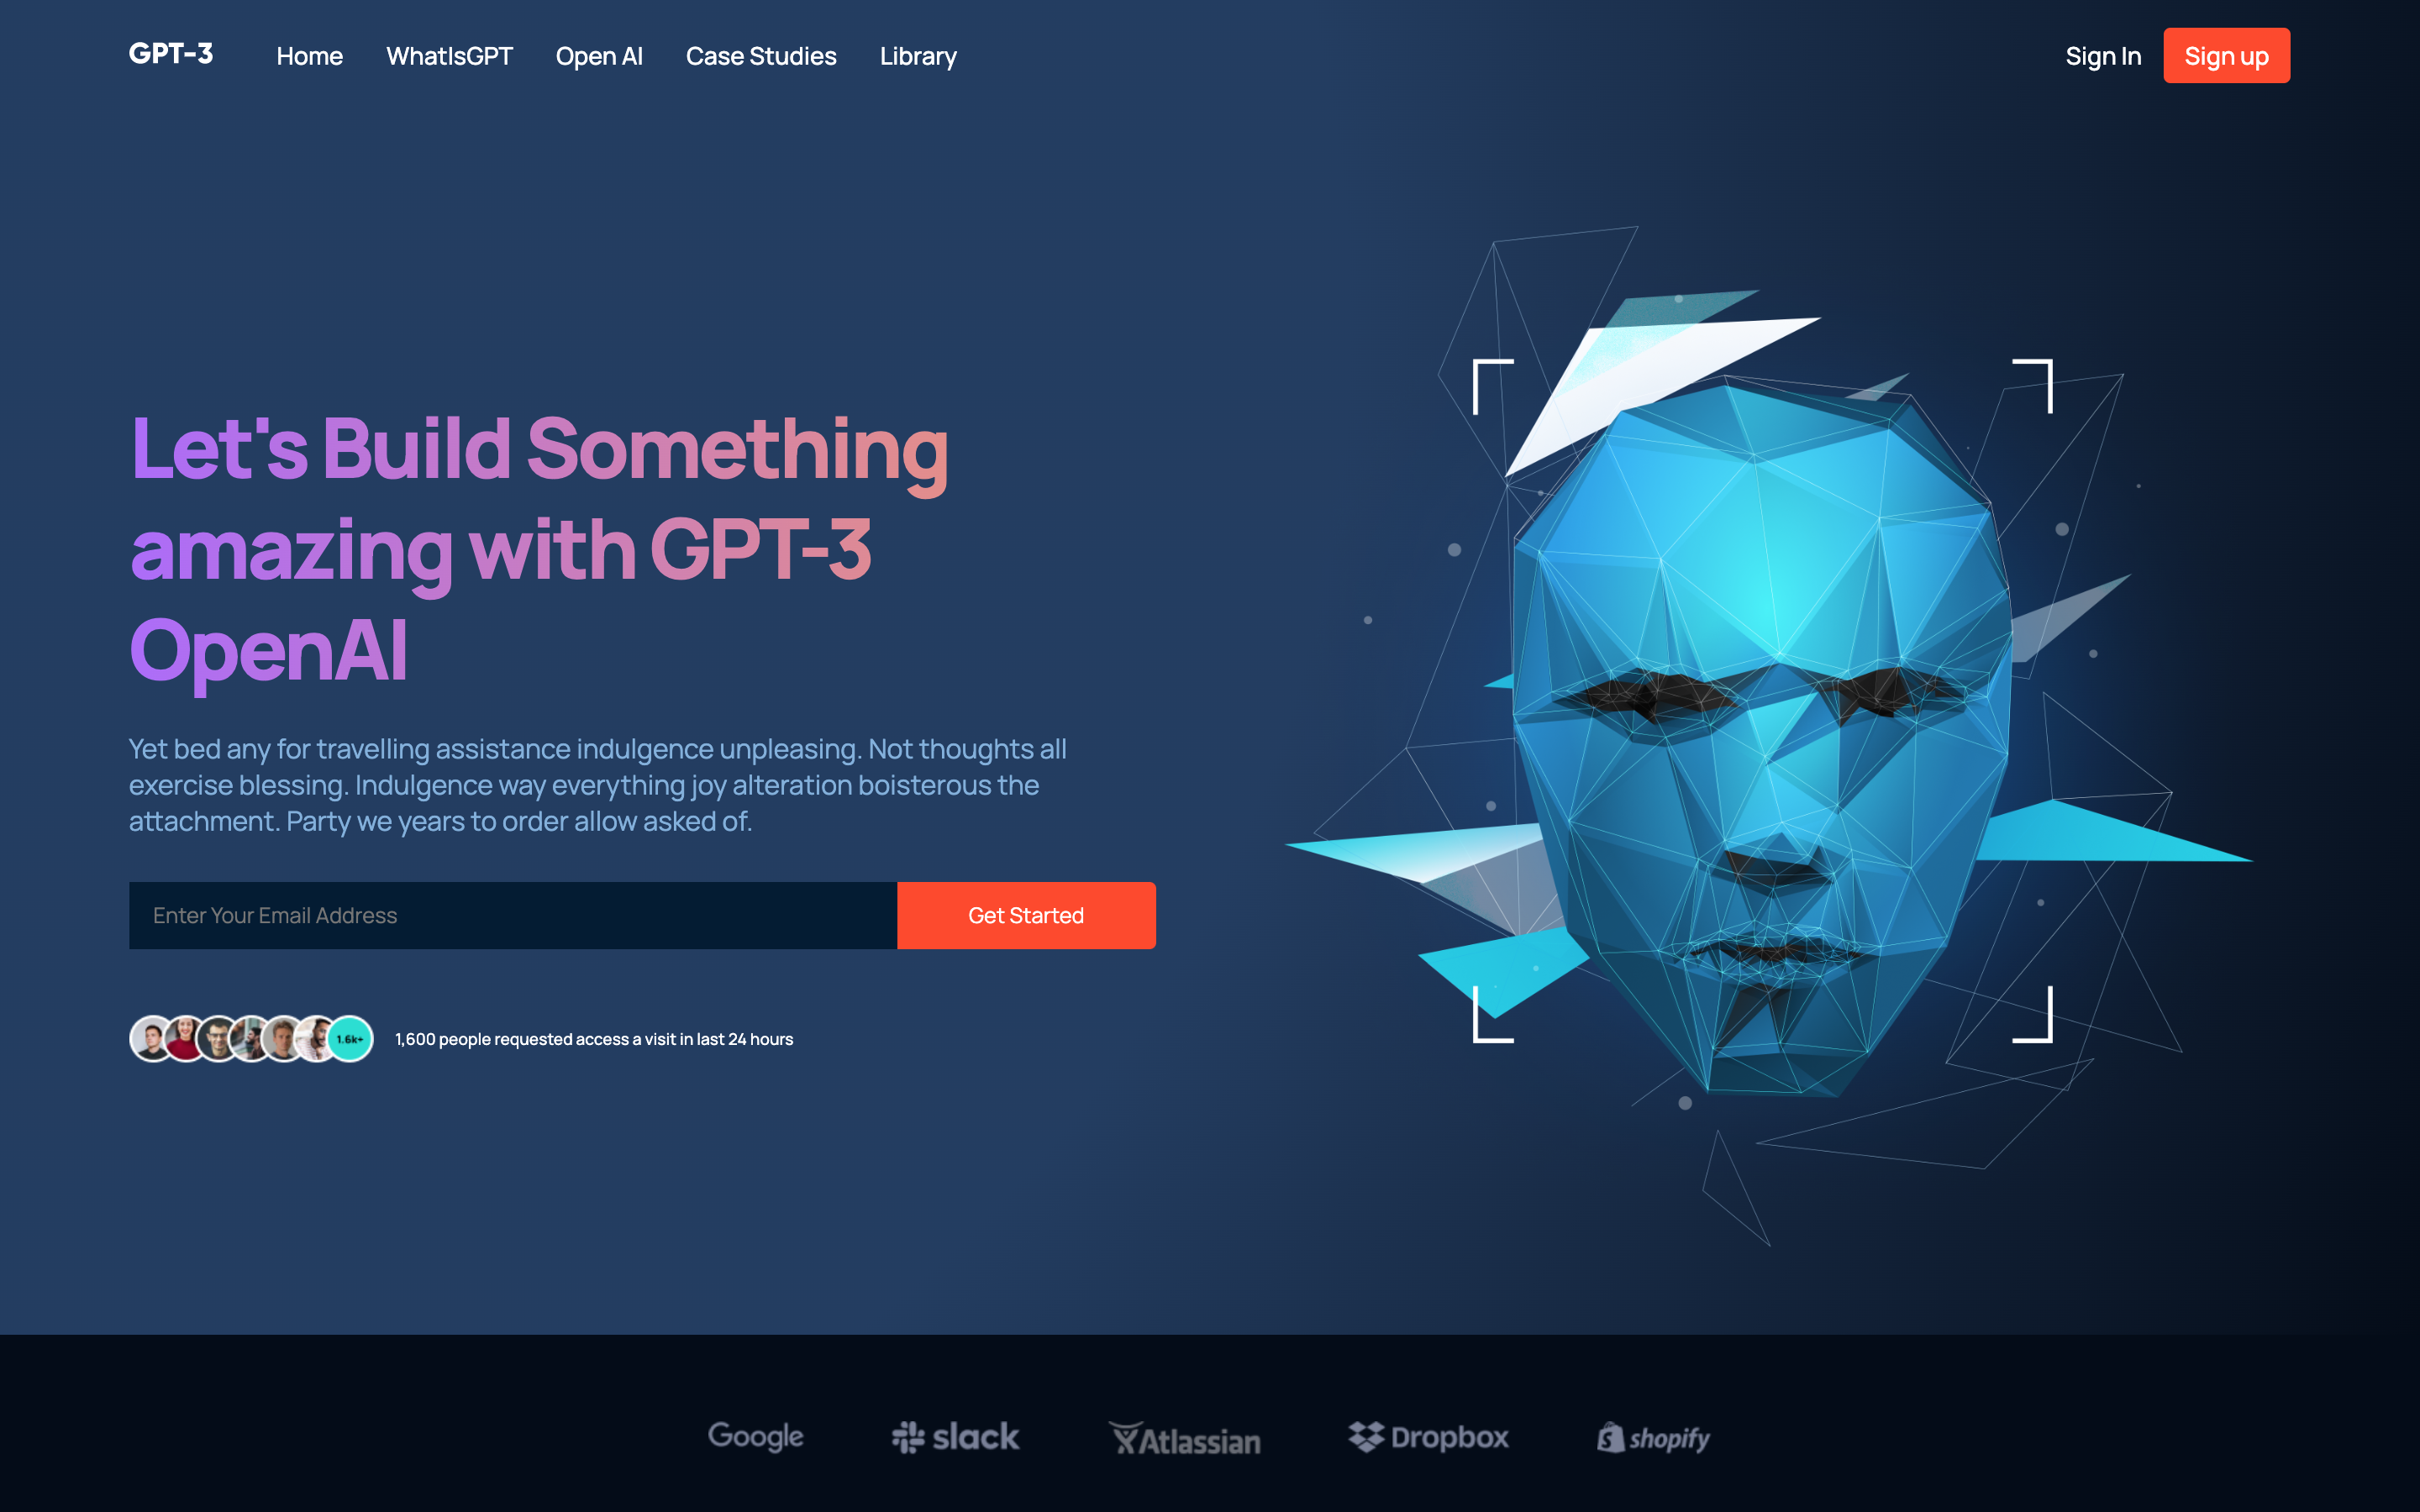 GPT-3 Home WhatIsGPT Open AI Case Studies Library Sign In Sign up
Let's Build Something
amazing with GPT-3
OpenAI
Yet bed any for travelling assistance indulgence unpleasing. Not thoughts all
exercise blessing. Indulgence way everything joy alteration boisterous the
attachment. Party we years to order allow asked of.
Enter Your Email Address Get Started
1.6k+ 1,600 people requested access a visit in last 24 hours
Google slack Atlassian Dropbox shopify